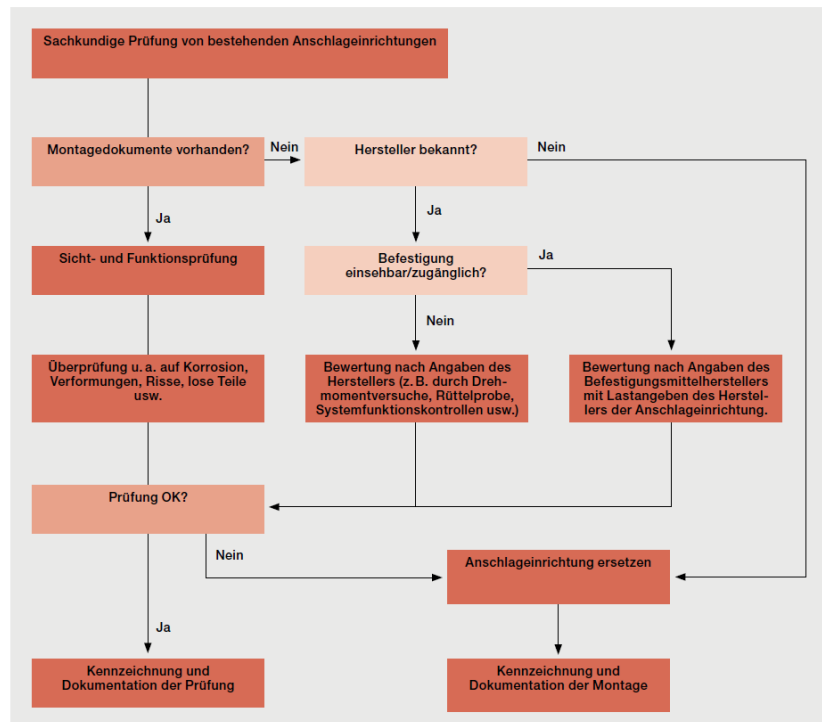 Sachkundige Prüfung von bestehenden Anschlageinrichtungen
Montagedokumente vorhanden?
Nein
Hersteller bekannt?
Nein
Ja
Ja
Sicht- und Funktionsprüfung
Befestigung
einsehbar/zugänglich?
Ja
Nein
Überprüfung u. a. auf Korrosion,
Verformungen, Risse, lose Teile
usw.
Bewertung nach Angaben des
Herstellers (z. B. durch Dreh-
momentversuche, Rüttelprobe,
Systemfunktionskontrollen usw.)
Bewertung nach Angaben des
Befestigungsmittelherstellers
mit Lastangeben des Herstel-
lers der Anschlageinrichtung.
Prüfung OK?
Nein
Anschlageinrichtung ersetzen
Ja
Kennzeichnung und
Dokumentation der Prüfung
Kennzeichnung und
Dokumentation der Montage